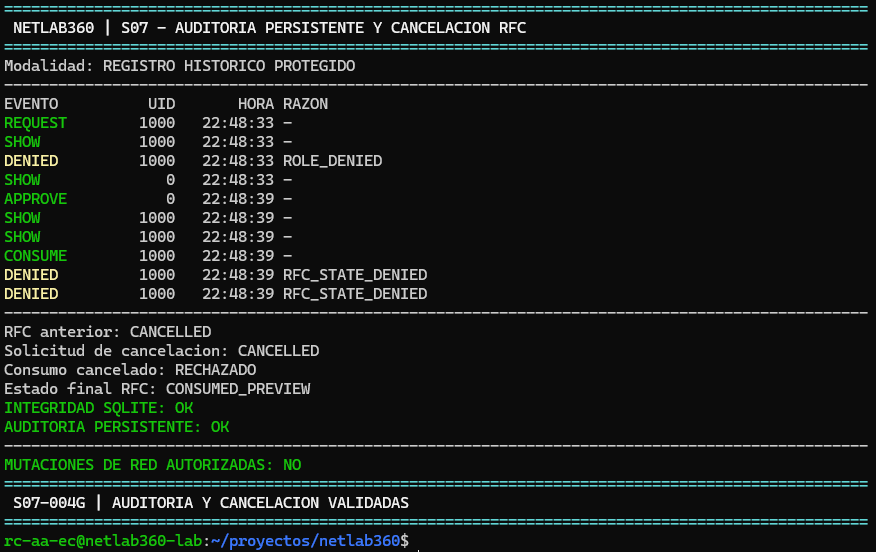 NETLAB360 | S07 - AUDITORIA PERSISTENTE Y CANCELACION RFC
Modalidad: REGISTRO HISTORICO PROTEGIDO
EVENTO UID HORA RAZON
REQUEST 1000 22:48:33 -
SHOW 1000 22:48:33 -
DENIED 1000 22:48:33 ROLE_DENIED
SHOW 0 22:48:33 -
APPROVE 0 22:48:39 -
SHOW 1000 22:48:39 -
SHOW 1000 22:48:39 -
CONSUME 1000 22:48:39 -
DENIED 1000 22:48:39 RFC_STATE_DENIED
DENIED 1000 22:48:39 RFC_STATE_DENIED
RFC anterior: CANCELLED
Solicitud de cancelacion: CANCELLED
Consumo cancelado: RECHAZADO
Estado final RFC: CONSUMED_PREVIEW
INTEGRIDAD SQLITE: OK
AUDITORIA PERSISTENTE: OK
MUTACIONES DE RED AUTORIZADAS: NO
S07-004G | AUDITORIA Y CANCELACION VALIDADAS
rc-aa-ec@netlab360-lab:~/proyectos/netlab360$